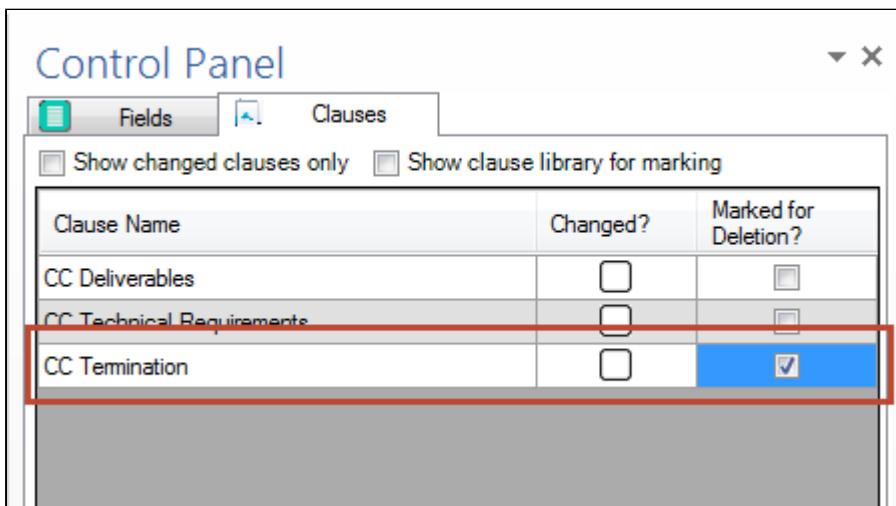 Control Panel
Fields
Clauses
Show changed clauses only
Show clause library for marking
Clause Name
Changed?
Marked for
Deletion?
CC Deliverables
CC Technical Requirements
CC Termination